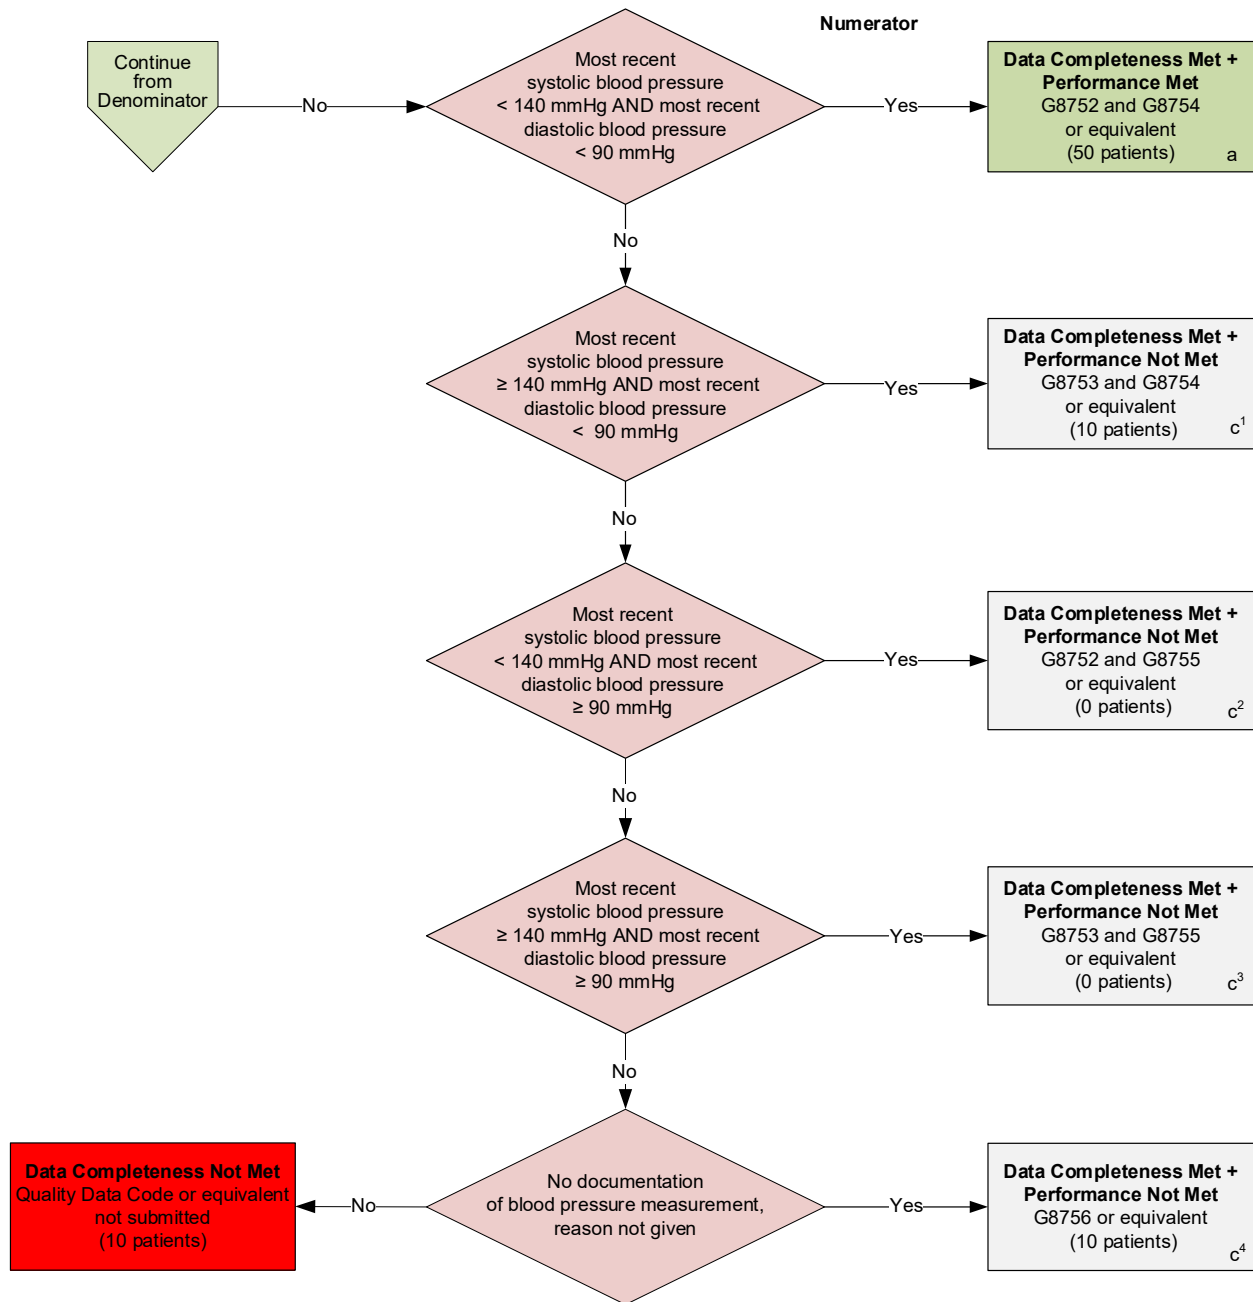 Numerator
Continue
from
Denominator
No
Most recent
systolic blood pressure
< 140 mmHg AND most recent
diastolic blood pressure
< 90 mmHg
Yes
Data Completeness Met +
Performance Met
G8752 and G8754
or equivalent
(50 patients)
a
No
Most recent
systolic blood pressure
≥ 140 mmHg AND most recent
diastolic blood pressure
< 90 mmHg
Yes
Data Completeness Met +
Performance Not Met
G8753 and G8754
or equivalent
(10 patients)
c¹
No
Most recent
systolic blood pressure
< 140 mmHg AND most recent
diastolic blood pressure
≥ 90 mmHg
Yes
Data Completeness Met +
Performance Not Met
G8752 and G8755
or equivalent
(0 patients)
c²
No
Most recent
systolic blood pressure
≥ 140 mmHg AND most recent
diastolic blood pressure
≥ 90 mmHg
Yes
Data Completeness Met +
Performance Not Met
G8753 and G8755
or equivalent
(0 patients)
c³
No
Data Completeness Not Met
Quality Data Code or equivalent
not submitted
(10 patients)
No
No documentation
of blood pressure measurement,
reason not given
Yes
Data Completeness Met +
Performance Not Met
G8756 or equivalent
(10 patients)
c⁴